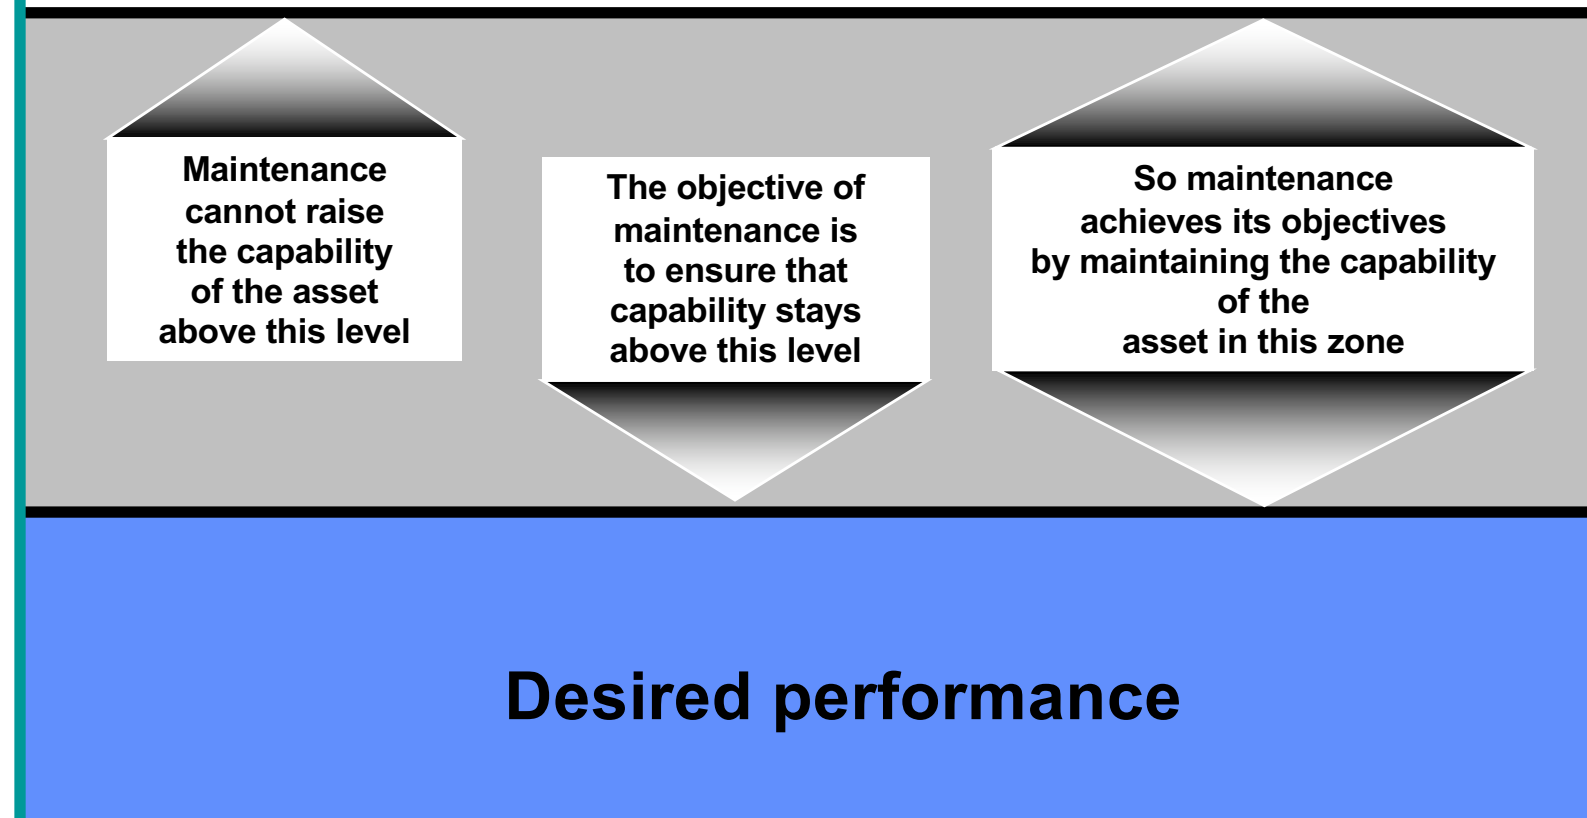 Maintenance
cannot raise
the capability
of the asset
above this level
The objective of
maintenance is
to ensure that
capability stays
above this level
So maintenance
achieves its objectives
by maintaining the capability
of the
asset in this zone
Desired performance